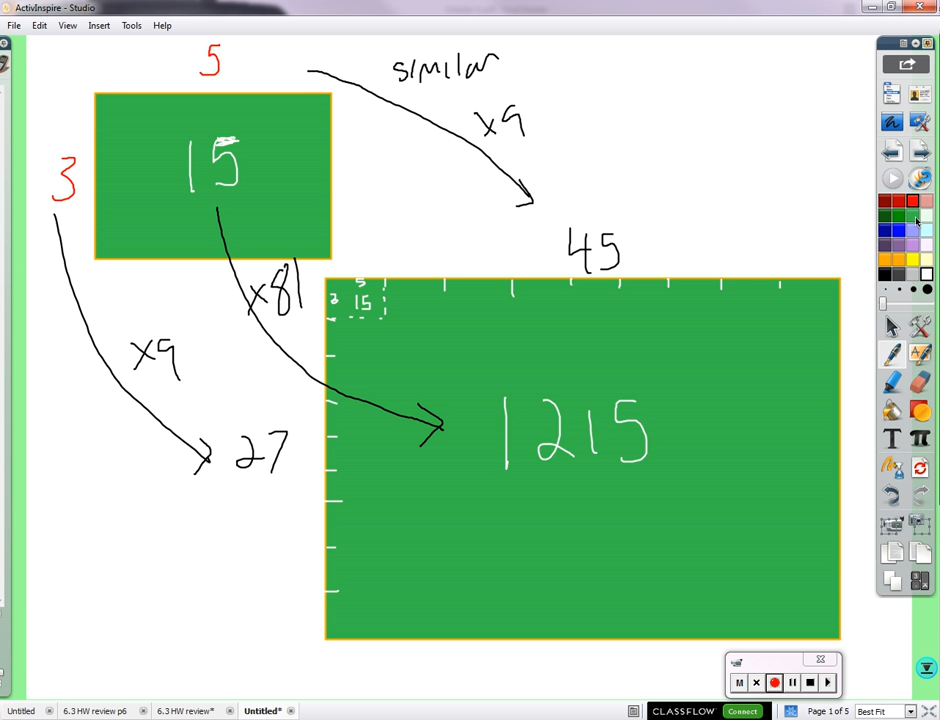 ActivInspire - Studio
File Edit View Insert Tools Help
5
similar
x9
15
3
45
x81
5
3 15
x9
1215
27
M
Untitled
6.3 HW review p6
6.3 HW review*
Untitled*
CLASSFLOW Connect
Page 1 of 5
Best Fit